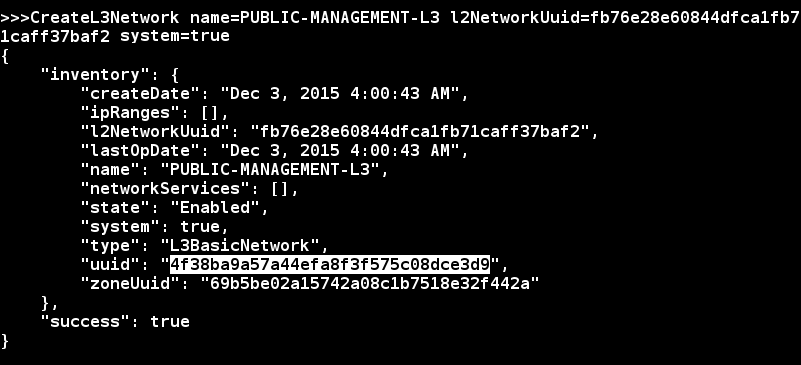 >>>CreateL3Network name=PUBLIC-MANAGEMENT-L3 l2NetworkUuid=fb76e28e60844dfca1fb7
1caff37baf2 system=true
{
    "inventory": {
        "createDate": "Dec 3, 2015 4:00:43 AM",
        "ipRanges": [],
        "l2NetworkUuid": "fb76e28e60844dfca1fb71caff37baf2",
        "lastOpDate": "Dec 3, 2015 4:00:43 AM",
        "name": "PUBLIC-MANAGEMENT-L3",
        "networkServices": [],
        "state": "Enabled",
        "system": true,
        "type": "L3BasicNetwork",
        "uuid": "4f38ba9a57a44efa8f3f575c08dce3d9",
        "zoneUuid": "69b5be02a15742a08c1b7518e32f442a"
    },
    "success": true
}